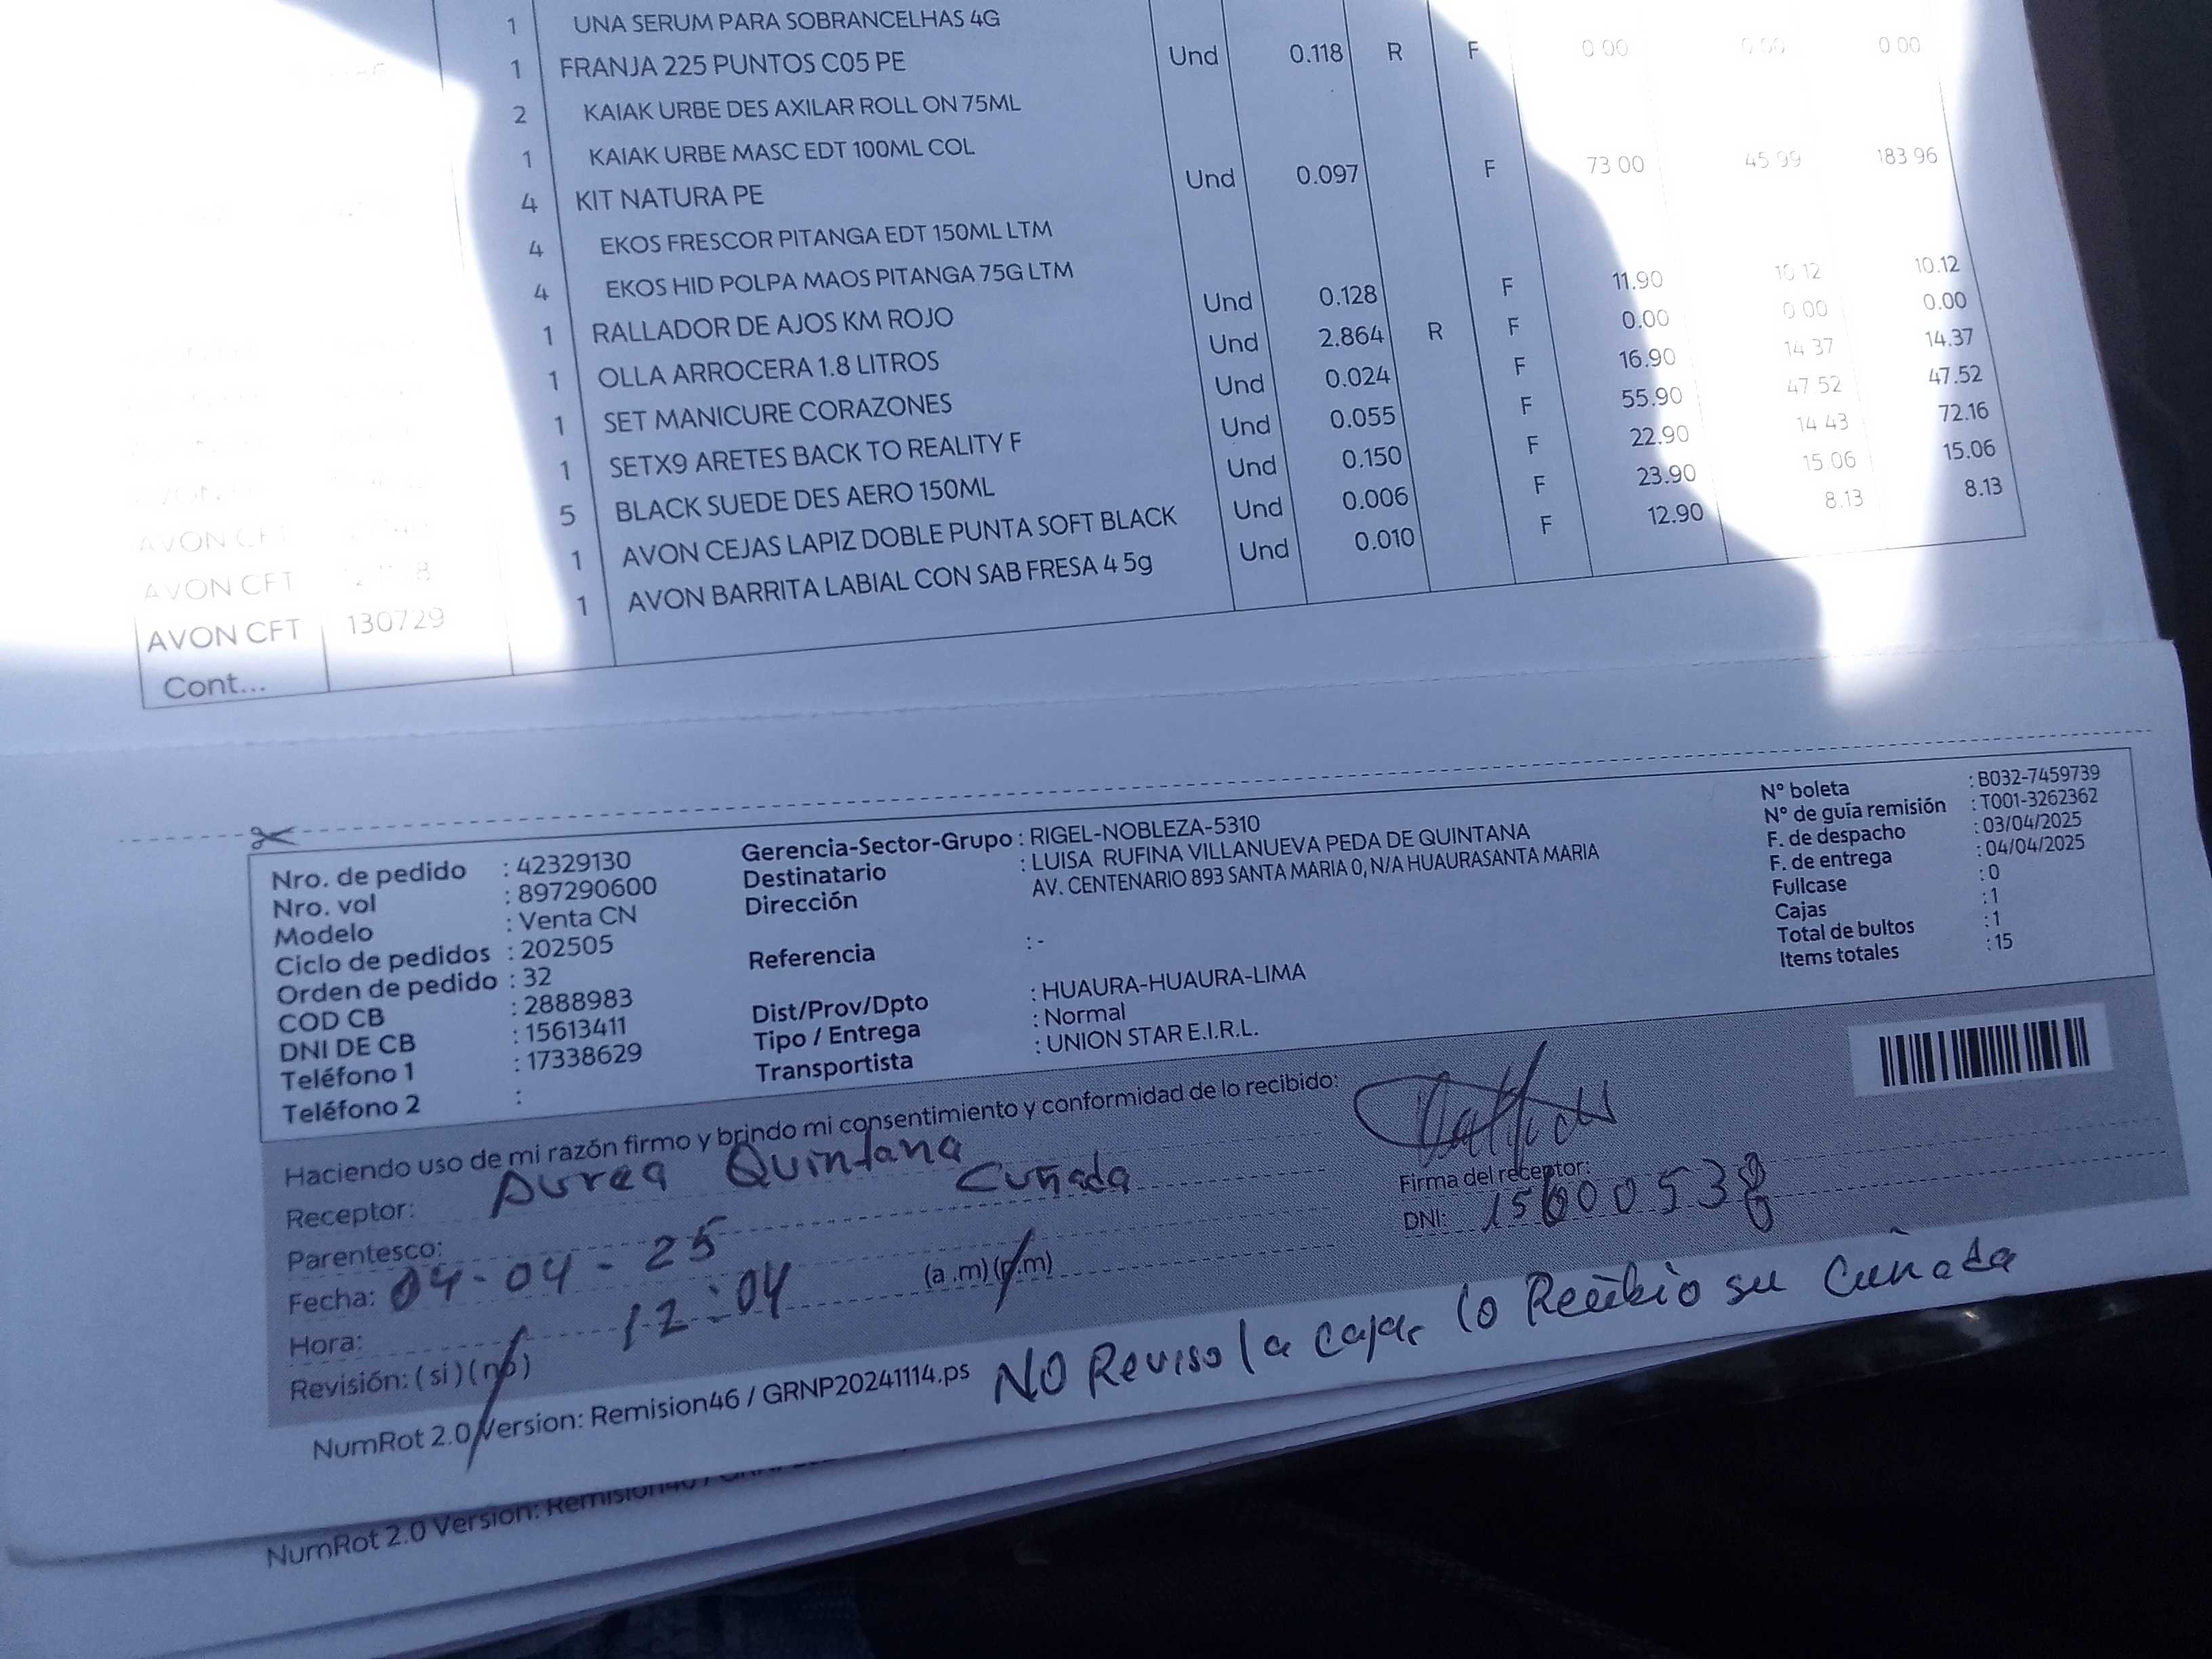 1 UNA SERUM PARA SOBRANCELHAS 4G
1 FRANJA 225 PUNTOS C05 PE Und 0.118 R F 0.00 0.00 0.00
2 KAIAK URBE DES AXILAR ROLL ON 75ML
1 KAIAK URBE MASC EDT 100ML COL
4 KIT NATURA PE Und 0.097 F 73.00 45.99 183.96
4 EKOS FRESCOR PITANGA EDT 150ML LTM
4 EKOS HID POLPA MAOS PITANGA 75G LTM
1 RALLADOR DE AJOS KM ROJO Und 0.128 F 11.90 10.12 10.12
1 OLLA ARROCERA 1.8 LITROS Und 2.864 R F 0.00 0.00 0.00
1 SET MANICURE CORAZONES Und 0.024 F 16.90 14.37 14.37
1 SETX9 ARETES BACK TO REALITY F Und 0.055 F 55.90 47.52 47.52
5 BLACK SUEDE DES AERO 150ML Und 0.150 F 22.90 14.43 72.16
AVON CFT 1 AVON CEJAS LAPIZ DOBLE PUNTA SOFT BLACK Und 0.006 F 23.90 15.06 15.06
AVON CFT 130729 1 AVON BARRITA LABIAL CON SAB FRESA 4 5g Und 0.010 F 12.90 8.13 8.13
Cont...
Nro. de pedido : 42329130
Nro. vol : 897290600
Modelo : Venta CN
Ciclo de pedidos : 202505
Orden de pedido : 32
COD CB : 2888983
DNI DE CB : 15613411
Teléfono 1 : 17338629
Teléfono 2 :
Gerencia-Sector-Grupo : RIGEL-NOBLEZA-5310
Destinatario : LUISA RUFINA VILLANUEVA PEDA DE QUINTANA
Dirección AV. CENTENARIO 893 SANTA MARIA 0, N/A HUAURASANTA MARIA
Referencia : -
Dist/Prov/Dpto : HUAURA-HUAURA-LIMA
Tipo / Entrega : Normal
Transportista : UNION STAR E.I.R.L.
N° boleta : B032-7459739
N° de guía remisión : T001-3262362
F. de despacho : 03/04/2025
F. de entrega : 04/04/2025
Fullcase : 0
Cajas : 1
Total de bultos : 1
Items totales : 15
Haciendo uso de mi razón firmo y brindo mi consentimiento y conformidad de lo recibido:
Receptor: Aurea Quintana
Parentesco: Cuñada
Fecha: 04-04-25
Hora: 12:04 (a .m) (p.m)
Revisión: (si) (no)
Firma del receptor:
DNI: 15600538
NumRot 2.0 Version: Remision46 / GRNP20241114.ps
NO Reviso la caja, lo Recibio su Cuñada
NumRot 2.0 Version: Remision46 /